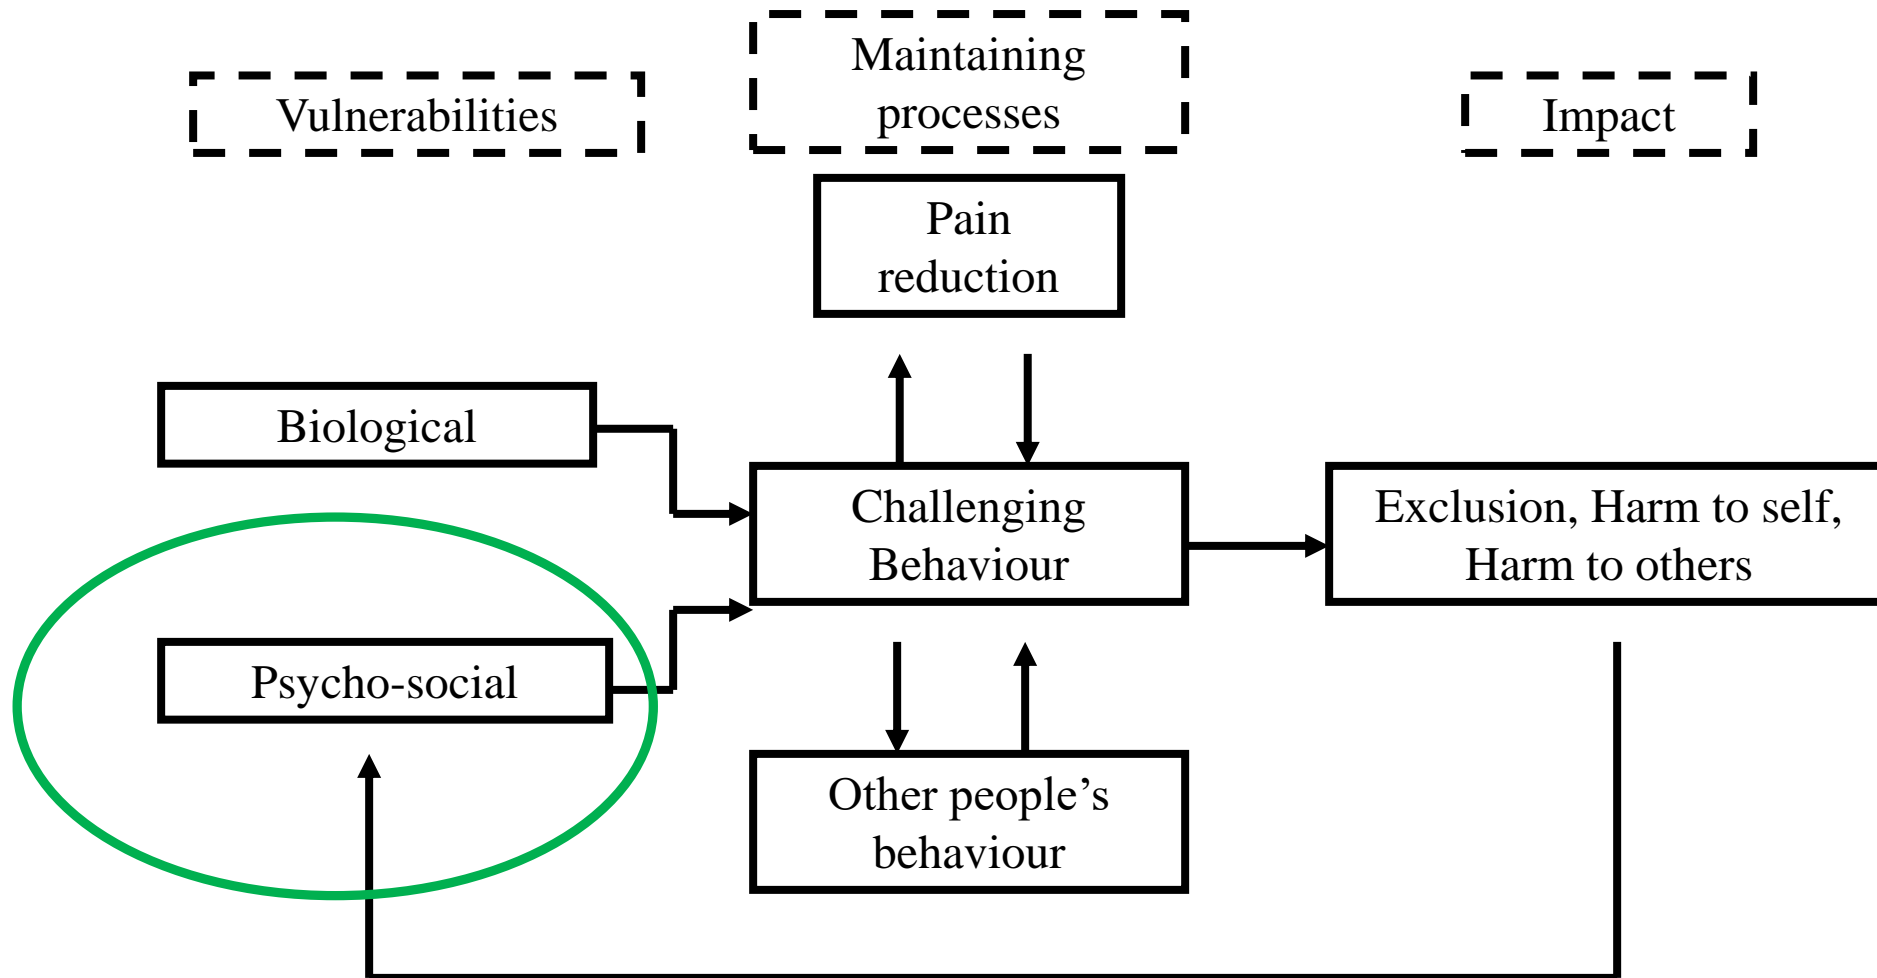 Vulnerabilities
Maintaining
processes
Impact
Pain
reduction
Biological
Challenging
Behaviour
Exclusion, Harm to self,
Harm to others
Psycho-social
Other people’s
behaviour